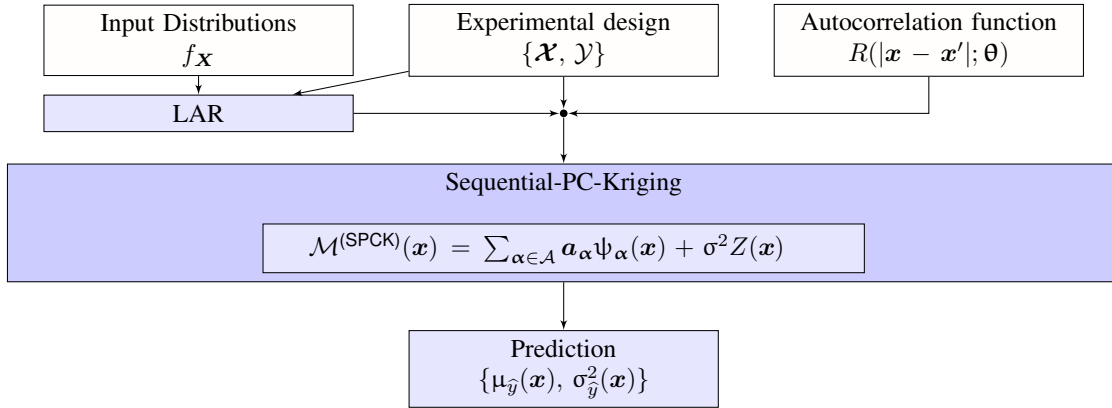 Input Distributions
f_𝑿
Experimental design
{𝓧, 𝒴}
Autocorrelation function
R(|𝒙 − 𝒙′|; 𝛉)
LAR
Sequential-PC-Kriging
ℳ^(SPCK)(𝒙) = ∑_{𝛂∈𝒜} 𝒂_𝛂 ψ_𝛂(𝒙) + σ²Z(𝒙)
Prediction
{μ_ŷ(𝒙), σ²_ŷ(𝒙)}